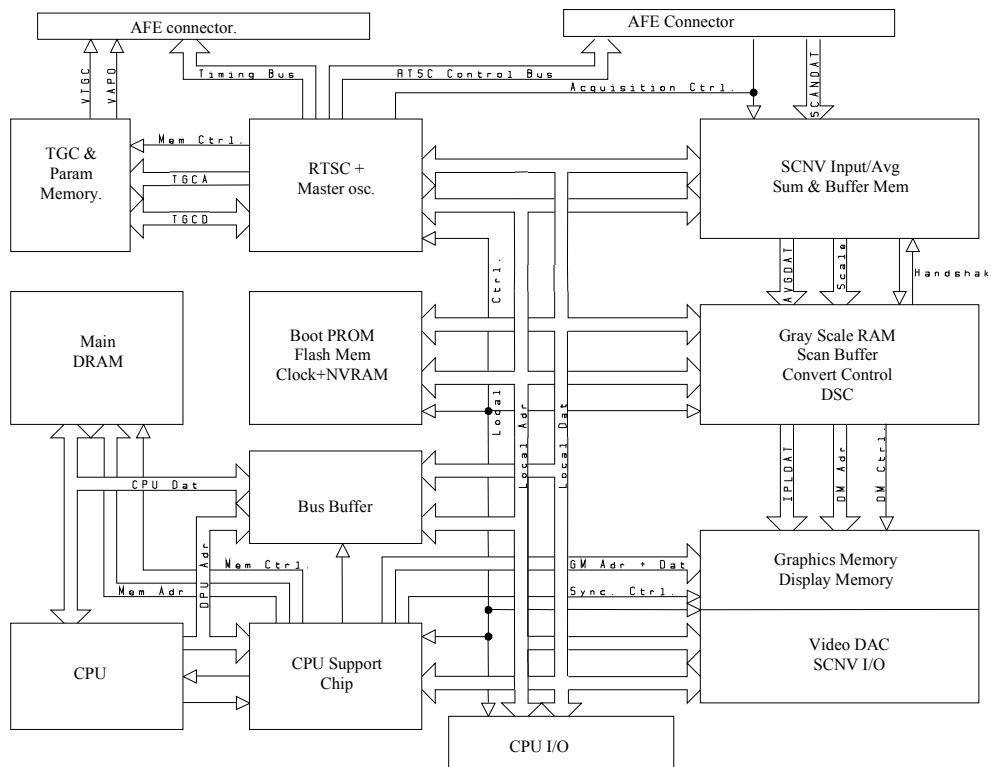 AFE connector.
AFE Connector
Timing Bus
RTSC Control Bus
Acquisition Ctrl.
VTGC
VAPO
SCANDAT
TGC &
Param
Memory.
Mem Ctrl.
TGCA
TGCD
RTSC +
Master osc.
SCNV Input/Avg
Sum & Buffer Mem
Ctrl.
AVGDAT
Scale
Handshak
Main
DRAM
Boot PROM
Flash Mem
Clock+NVRAM
Gray Scale RAM
Scan Buffer
Convert Control
DSC
Local
Local Adr
Local Dat
IPLDAT
DM Adr
DM Ctrl.
CPU Dat
Bus Buffer
DPU Adr
Mem Ctrl.
Mem Adr
GM Adr + Dat
Sync. Ctrl.
Graphics Memory
Display Memory
CPU
CPU Support
Chip
Video DAC
SCNV I/O
CPU I/O